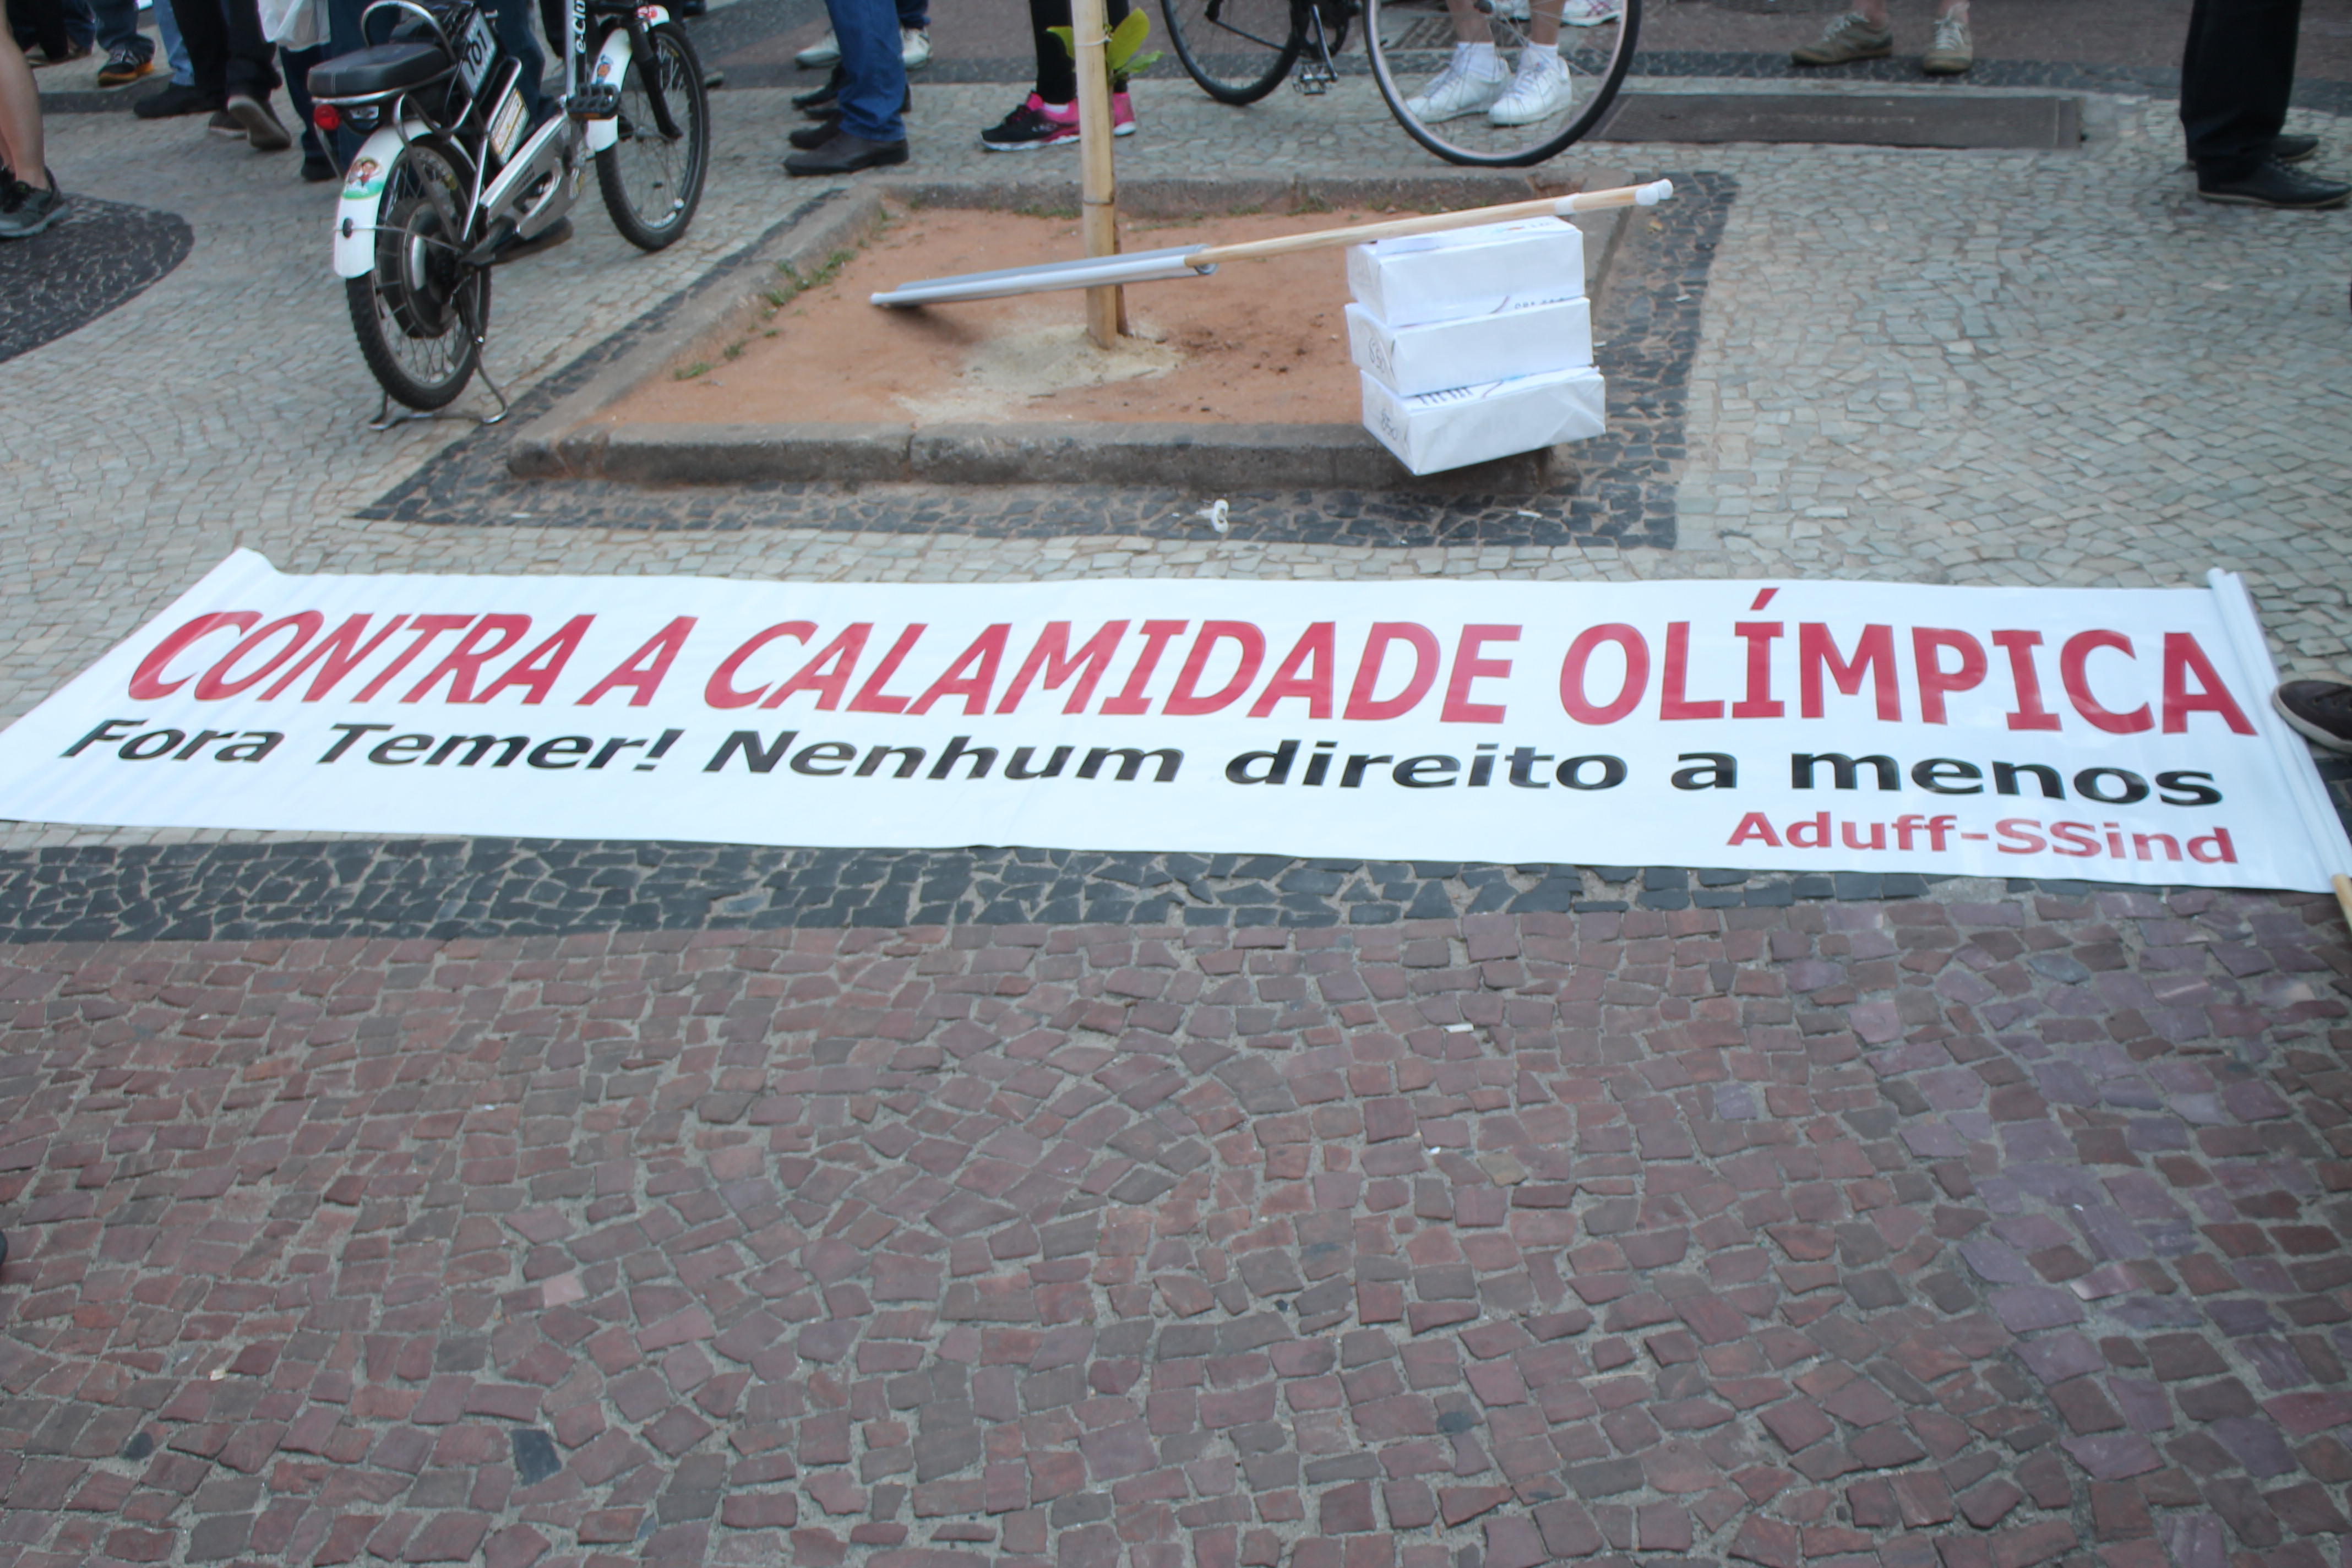 CONTRA A CALAMIDADE OLÍMPICA
Fora Temer! Nenhum direito a menos
Aduff-SSind